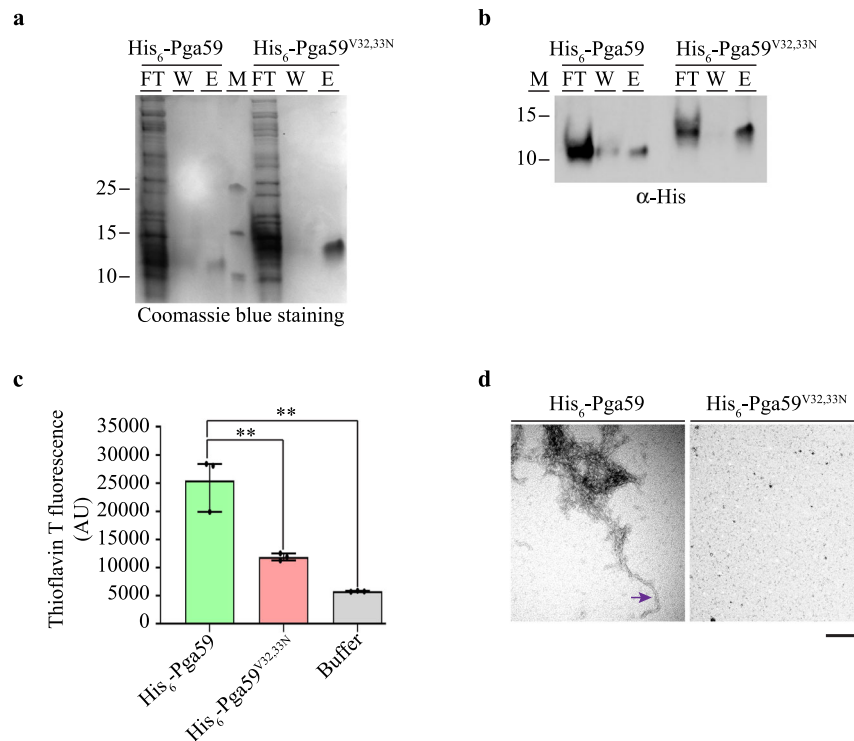 a
His6-Pga59 His6-Pga59V32,33N
FT W E M FT W E
25
15
10
Coomassie blue staining
b
His6-Pga59 His6-Pga59V32,33N
M FT W E FT W E
15
10
α-His
c
Thioflavin T fluorescence
(AU)
35000
30000
25000
20000
15000
10000
5000
0
**
**
His6-Pga59
His6-Pga59V32,33N
Buffer
d
His6-Pga59 His6-Pga59V32,33N